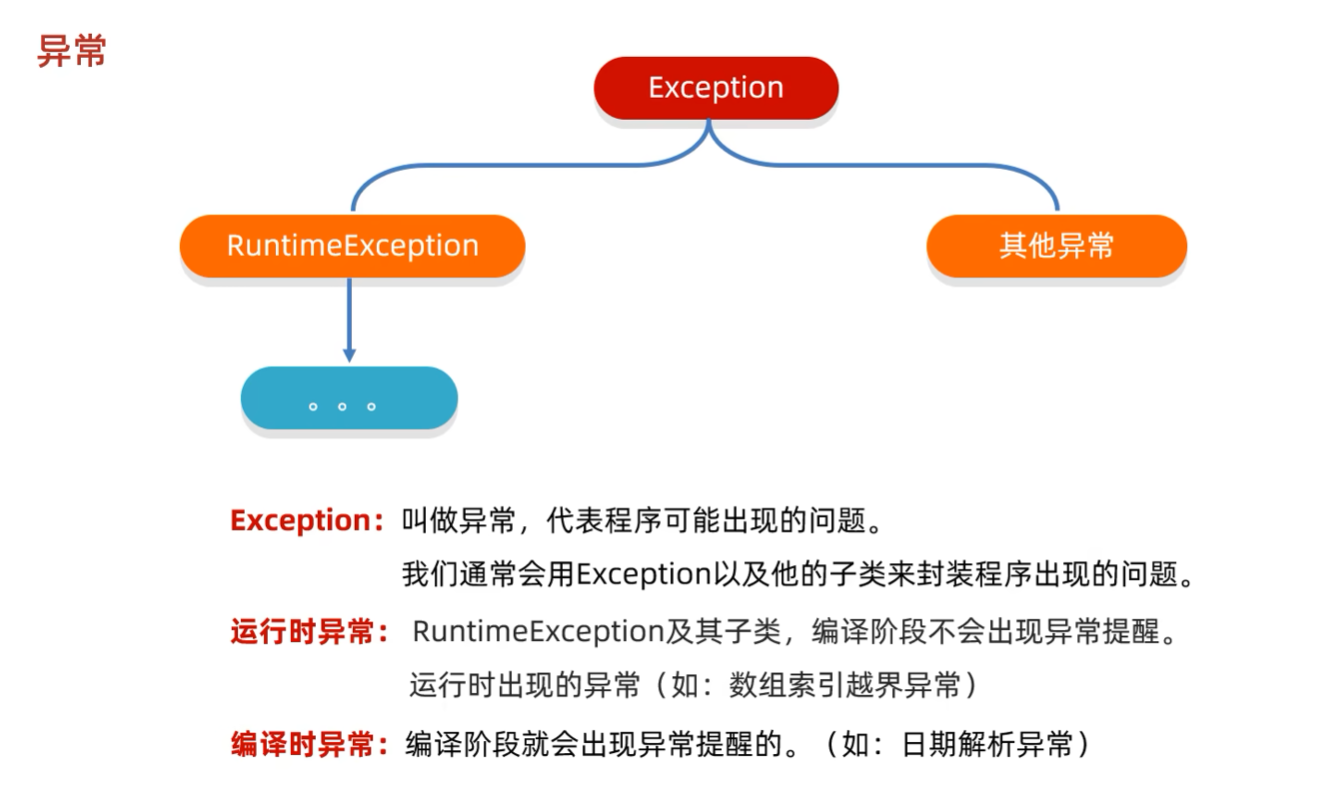 异常
Exception
RuntimeException
其他异常
。。。
Exception：叫做异常，代表程序可能出现的问题。
我们通常会用Exception以及他的子类来封装程序出现的问题。
运行时异常： RuntimeException及其子类，编译阶段不会出现异常提醒。
运行时出现的异常（如：数组索引越界异常）
编译时异常：编译阶段就会出现异常提醒的。（如：日期解析异常）